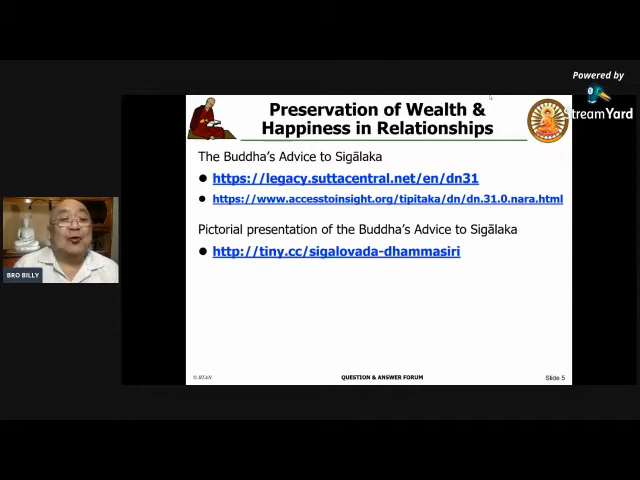 Powered by
StreamYard
Preservation of Wealth &
Happiness in Relationships
The Buddha's Advice to Sigālaka
https://legacy.suttacentral.net/en/dn31
https://www.accesstoinsight.org/tipitaka/dn/dn.31.0.nara.html
Pictorial presentation of the Buddha's Advice to Sigālaka
http://tiny.cc/sigalovada-dhammasiri
BRO BILLY
© BTAN
QUESTION & ANSWER FORUM
Slide 5